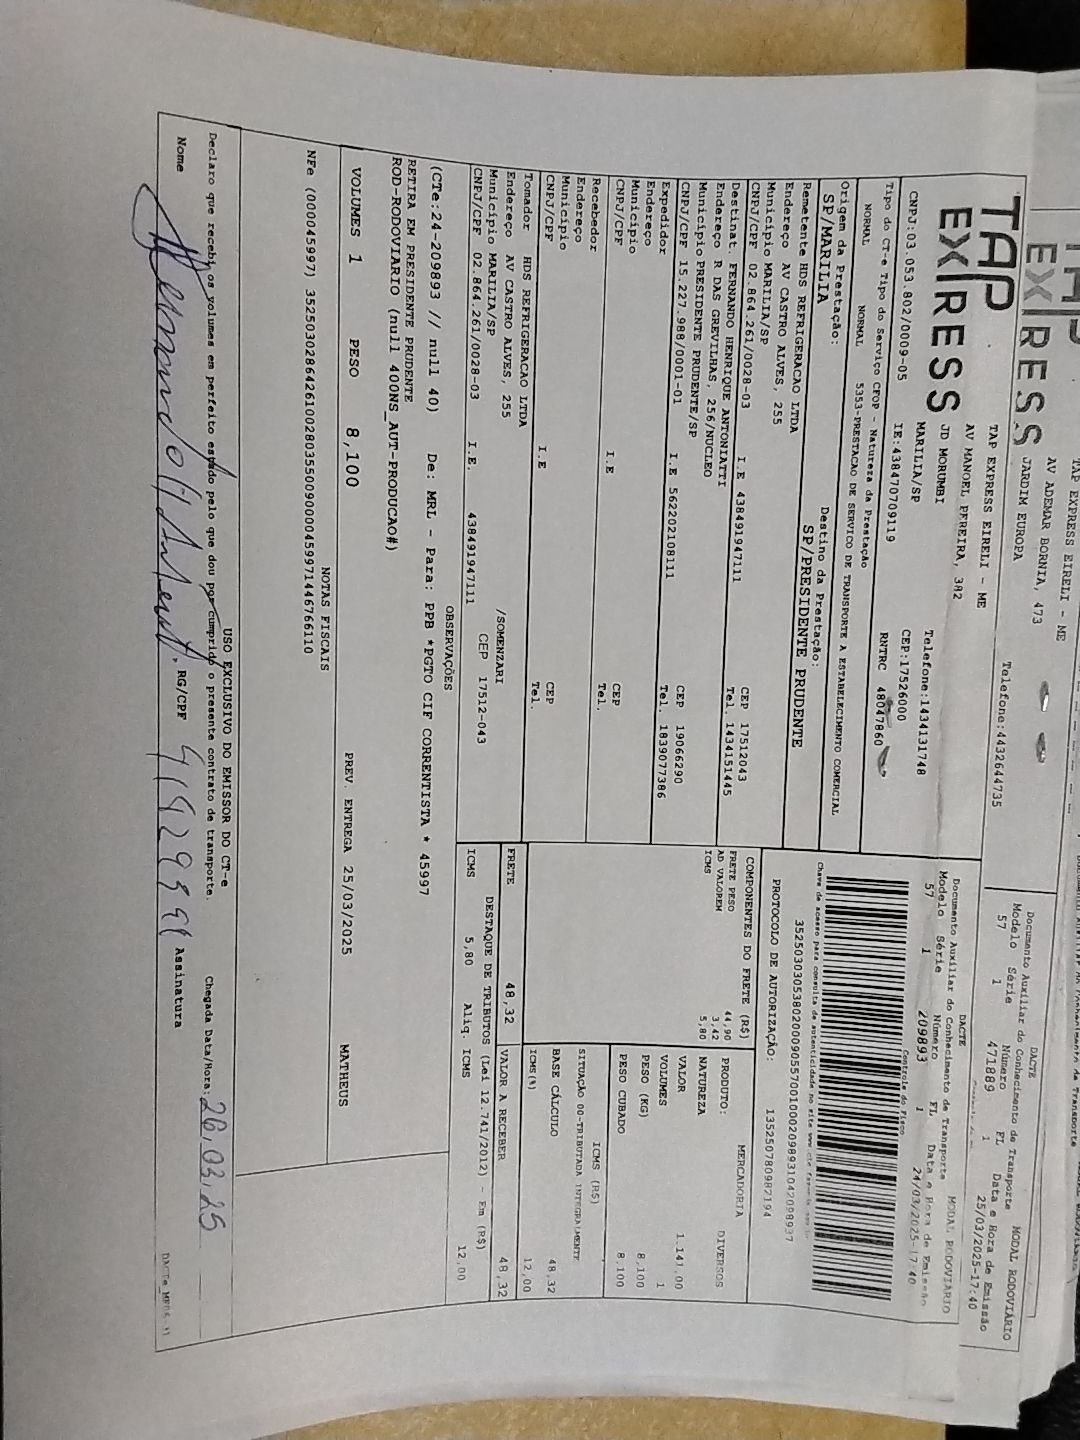 TAP EXPRESS EIRELI - ME
AV ADEMAR BORNIA, 473
JARDIM EUROPA
Telefone:4432644735
DACTE
Documento Auxiliar do Conhecimento de Transporte
MODAL RODOVIÁRIO
Modelo Série Número FL Data e Hora de Emissão
57 1 471889 1 25/03/2025-17:40
TAP EXPRESS
TAP EXPRESS EIRELI - ME
AV MANOEL PEREIRA, 382
JD MORUMBI
MARILIA/SP
Telefone:1434131748
CEP:17526000
CNPJ:03.053.802/0009-05 IE:438470709119 RNTRC 48047860
DACTE
Documento Auxiliar do Conhecimento de Transporte MODAL RODOVIÁRIO
Modelo Série Número FL Data e Hora de Emissão
57 1 209893 1 24/03/2025-17:40
Controle do Fisco
Tipo do CT-e Tipo do Serviço CFOP - Natureza da Prestação
NORMAL NORMAL 5353-PRESTACAO DE SERVICO DE TRANSPORTE A ESTABELECIMENTO COMERCIAL
Chave de acesso para consulta de autenticidade no site
Origem da Prestação: Destino da Prestação:
SP/MARILIA SP/PRESIDENTE PRUDENTE
PROTOCOLO DE AUTORIZAÇÃO: 135250780982194
Remetente HDS REFRIGERACAO LTDA
Endereço AV CASTRO ALVES, 255
Município MARILIA/SP CEP 17512043
CNPJ/CPF 02.864.261/0028-03 I.E 438491947111 Tel. 1434151445
Destinat. FERNANDO HENRIQUE ANTONIATTI
Endereço R DAS GREVILHAS, 256/NUCLEO
Município PRESIDENTE PRUDENTE/SP CEP 19066290
CNPJ/CPF 15.227.988/0001-01 I.E 562202108111 Tel. 1839077386
Expedidor
Endereço
Município CEP
CNPJ/CPF I.E Tel.
Recebedor
Endereço
Município CEP
CNPJ/CPF I.E Tel.
Tomador HDS REFRIGERACAO LTDA
Endereço AV CASTRO ALVES, 255 /SOMENZARI
Município MARILIA/SP CEP 17512-043
CNPJ/CPF 02.864.261/0028-03 I.E. 438491947111
COMPONENTES DO FRETE (R$)
FRETE PESO 44,90
AD VALOREM 3,42
ICMS 5,80
MERCADORIA
PRODUTO: DIVERSOS
NATUREZA
VALOR 1.141,00
VOLUMES 1
PESO (KG) 8,100
PESO CUBADO 8,100
ICMS (R$)
SITUAÇÃO 00-TRIBUTADA INTEGRALMENTE
BASE CÁLCULO 48,32
ICMS(%) 12,00
FRETE 48,32 VALOR A RECEBER 48,32
DESTAQUE DE TRIBUTOS (Lei 12.741/2012) - Em (R$)
ICMS 5,80 Aliq. ICMS 12,00
OBSERVAÇÕES
(CTe:24-209893 // null 40) De: MRL - Para: PPB *PGTO CIF CORRENTISTA * 45997
RETIRA EM PRESIDENTE PRUDENTE
ROD-RODOVIARIO (null 400NS_AUT-PRODUCAO#)
VOLUMES 1 PESO 8,100 PREV. ENTREGA 25/03/2025 MATHEUS
NOTAS FISCAIS
NFe (000045997) 35250302864261002803550090000459971446766110
USO EXCLUSIVO DO EMISSOR DO CT-e
Declaro que recebi os volumes em perfeito estado pelo que dou por cumprido o presente contrato de transporte. Chegada Data/Hora: 26.03.25
Nome RG/CPF Assinatura